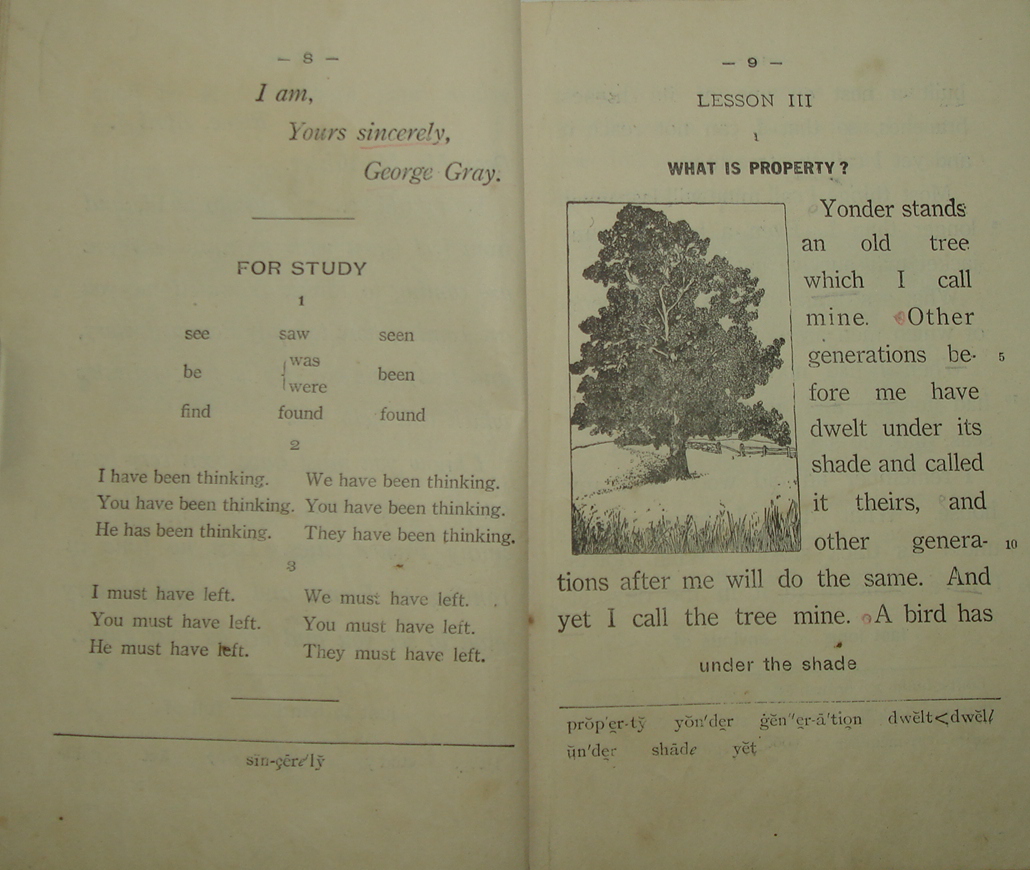 — 8 —
I am,
Yours sincerely,
George Gray.
FOR STUDY
1
see saw seen
be {was been
{were
find found found
2
I have been thinking. We have been thinking.
You have been thinking. You have been thinking.
He has been thinking. They have been thinking.
3
I must have left. We must have left.
You must have left. You must have left.
He must have left. They must have left.
sin-çēre'lў
— 9 —
LESSON III
1
WHAT IS PROPERTY?
Yonder stands
an old tree
which I call
mine. Other
generations be- 5
fore me have
dwelt under its
shade and called
it theirs, and
other genera- 10
tions after me will do the same. And
yet I call the tree mine. A bird has
under the shade
prŏp'er-tў yŏn'der ġĕn''er-ā'tion dwĕlt<dwĕll
ŭn'der shāde yĕt